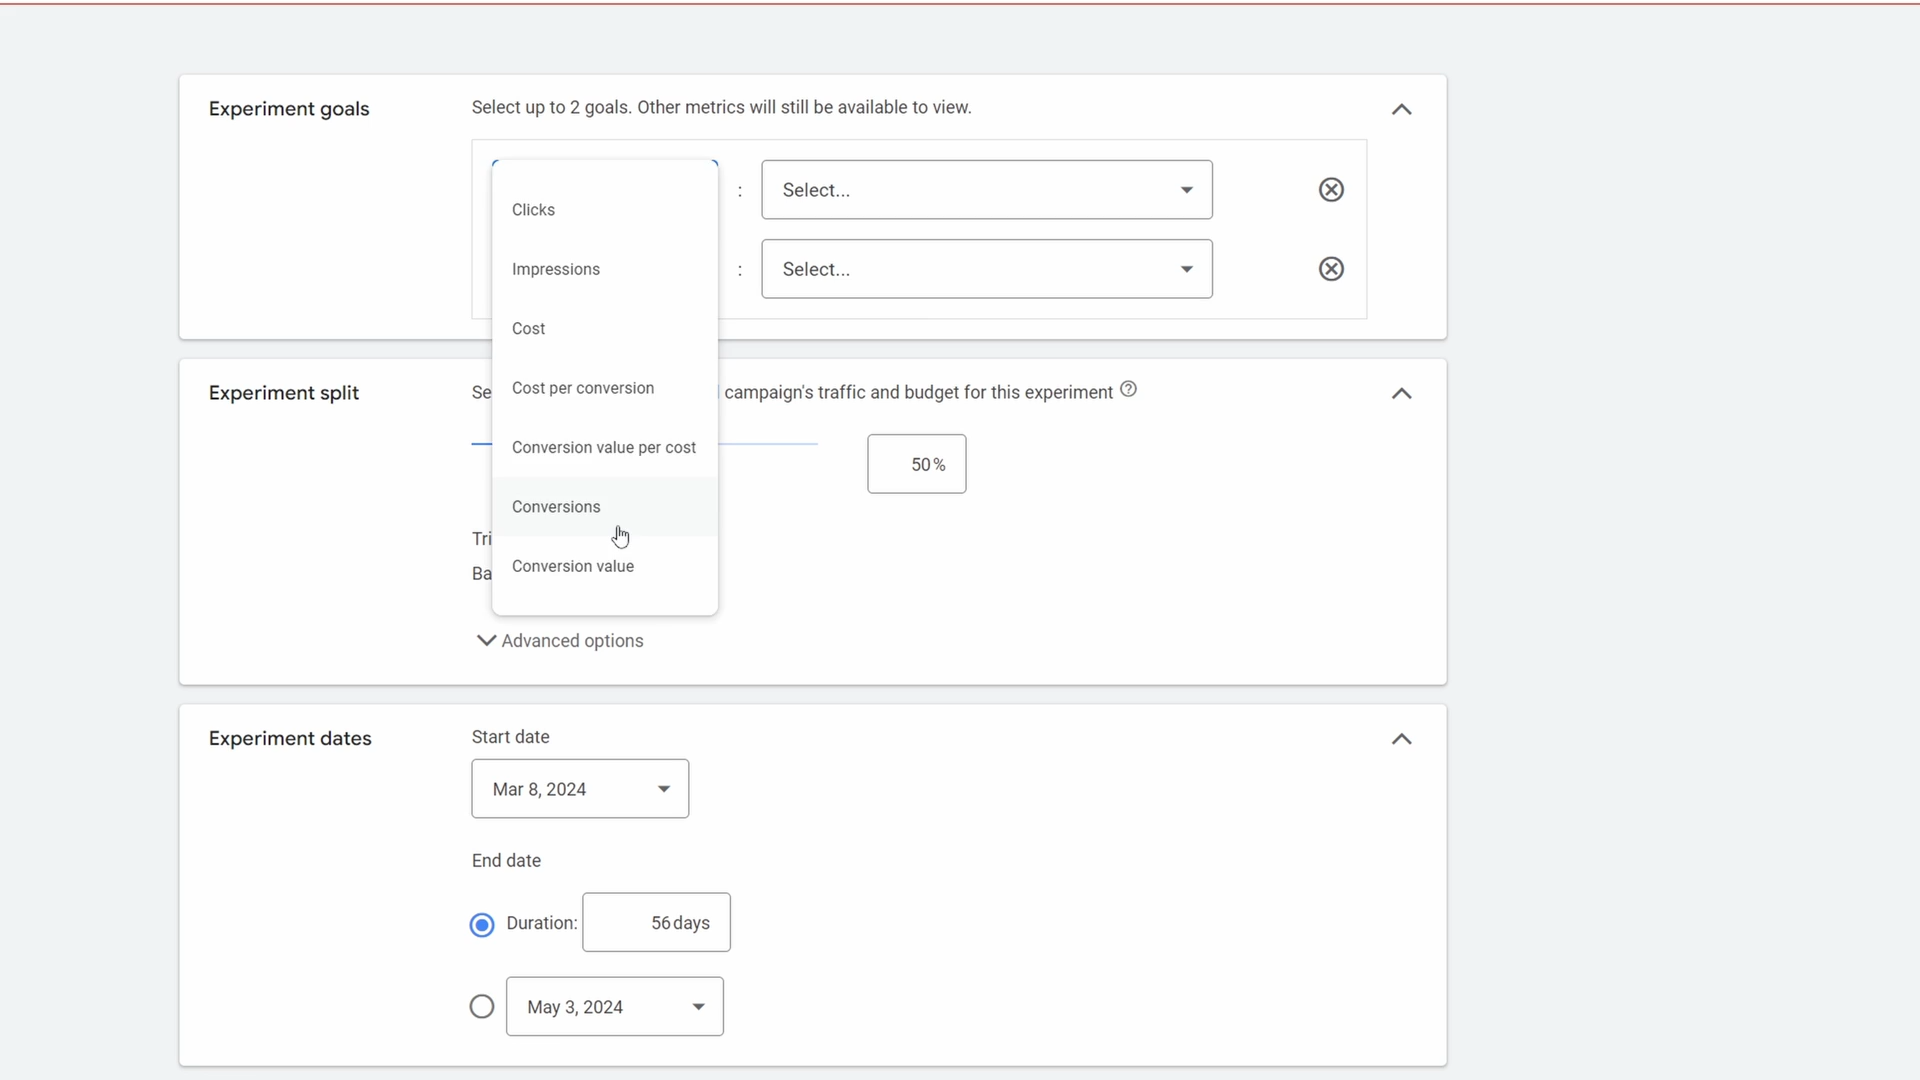 Experiment goals
Select up to 2 goals. Other metrics will still be available to view.
Clicks
: Select...
Impressions
: Select...
Cost
Cost per conversion
Experiment split
Se campaign's traffic and budget for this experiment
Conversion value per cost
50%
Conversions
Tri
Conversion value
Ba
Advanced options
Experiment dates
Start date
Mar 8, 2024
End date
Duration: 56 days
May 3, 2024